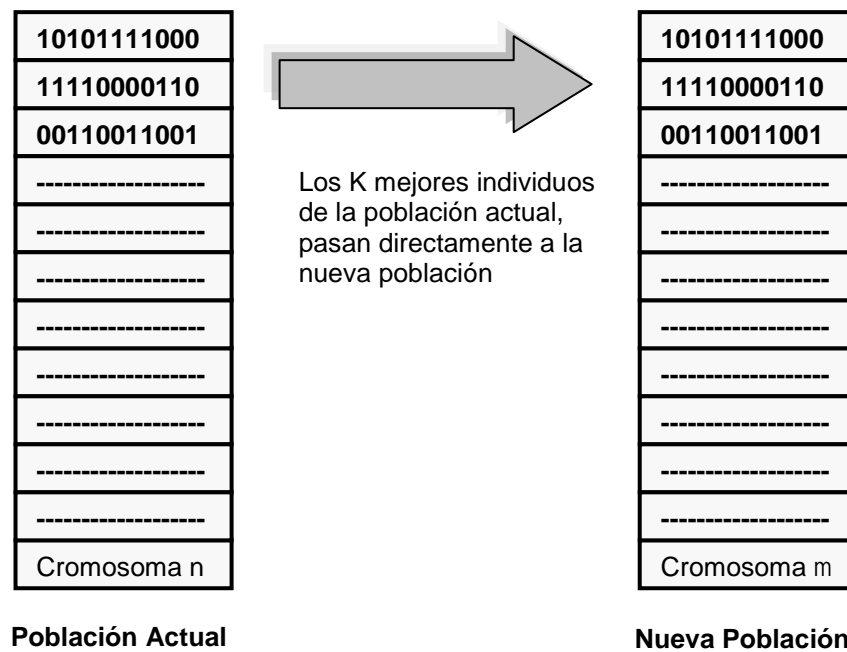 10101111000
11110000110
00110011001
-------------------
-------------------
-------------------
-------------------
-------------------
-------------------
-------------------
-------------------
Cromosoma n
Población Actual
Los K mejores individuos
de la población actual,
pasan directamente a la
nueva población
10101111000
11110000110
00110011001
-------------------
-------------------
-------------------
-------------------
-------------------
-------------------
-------------------
-------------------
Cromosoma m
Nueva Población